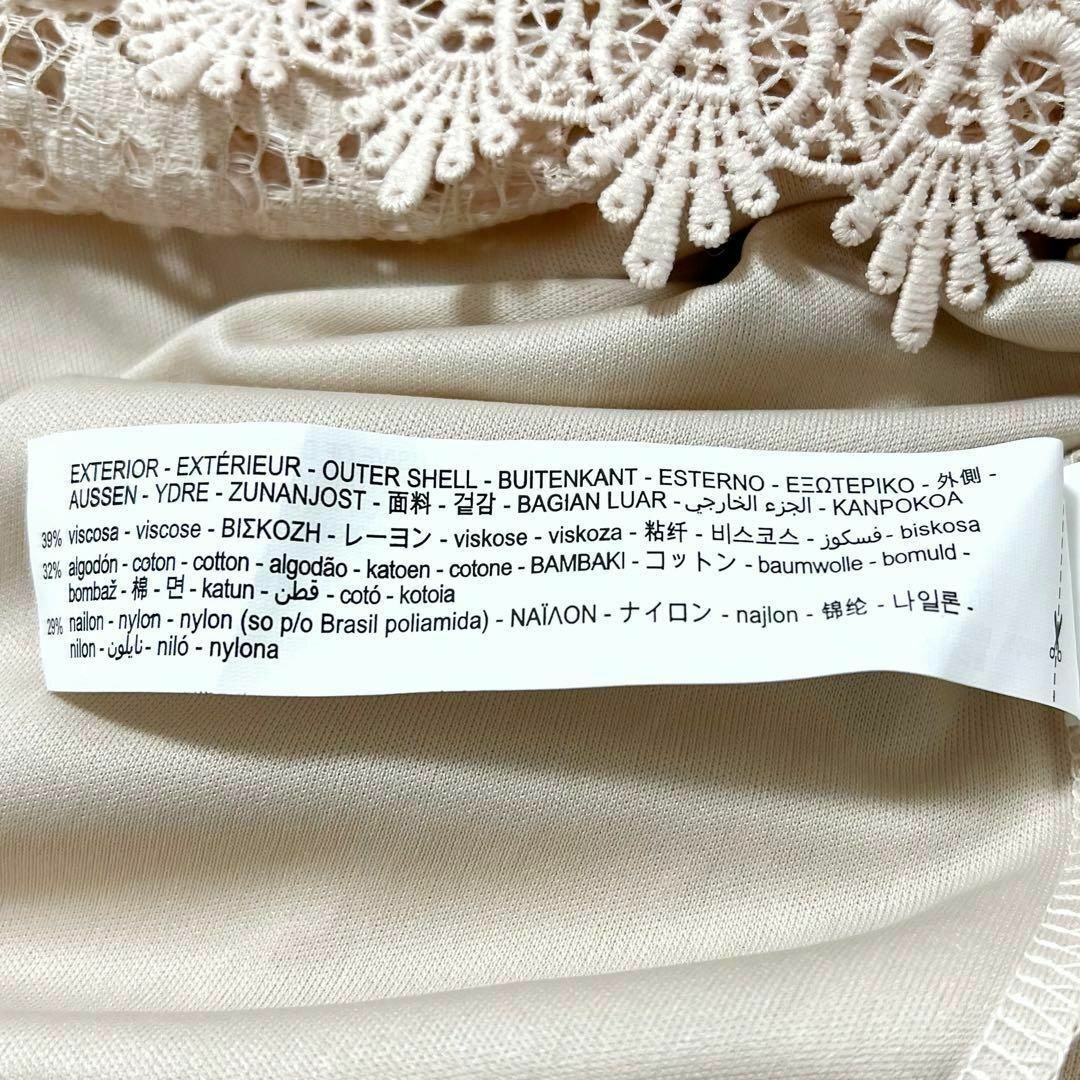 EXTERIOR - EXTÉRIEUR - OUTER SHELL - BUITENKANT - ESTERNO - ΕΞΩΤΕΡΙΚΟ - 外側 -
AUSSEN - YDRE - ZUNANJOST - 面料 - 겉감 - BAGIAN LUAR - الجزء الخارجي - KANPOKOA
39% viscosa - viscose - ΒΙΣΚΟΖΗ - レーヨン - viskose - viskoza - 粘纤 - 비스코스 - فسكوز - biskosa
32% algodón - coton - cotton - algodão - katoen - cotone - ΒΑΜΒΑΚΙ - コットン - baumwolle - bomuld -
bombaž - 棉 - 면 - katun - قطن - cotó - kotoia
29% nailon - nylon - nylon (so p/o Brasil poliamida) - ΝΑΪΛΟΝ - ナイロン - najlon - 锦纶 - 나일론 -
nilon - نايلون - niló - nylona